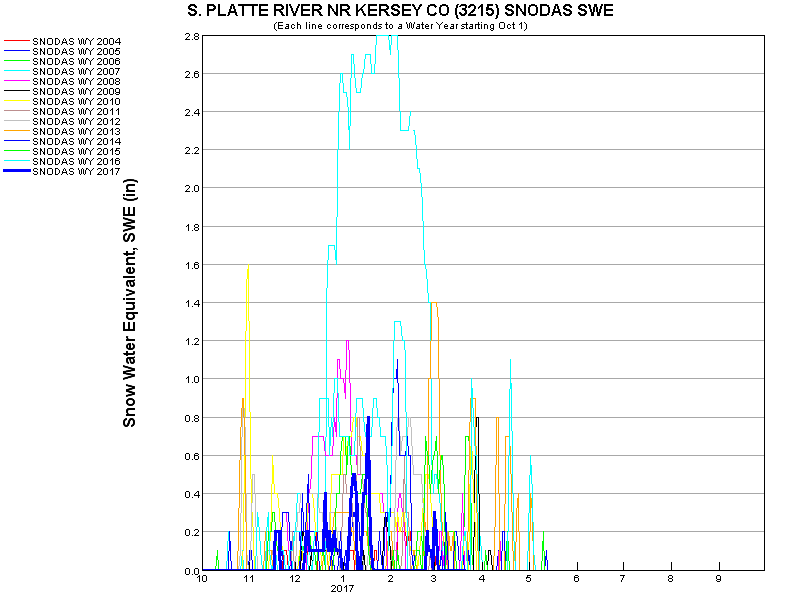 S. PLATTE RIVER NR KERSEY CO (3215) SNODAS SWE
(Each line corresponds to a Water Year starting Oct 1)
SNODAS WY 2004
SNODAS WY 2005
SNODAS WY 2006
SNODAS WY 2007
SNODAS WY 2008
SNODAS WY 2009
SNODAS WY 2010
SNODAS WY 2011
SNODAS WY 2012
SNODAS WY 2013
SNODAS WY 2014
SNODAS WY 2015
SNODAS WY 2016
SNODAS WY 2017
Snow Water Equivalent, SWE (in)
2.8
2.6
2.4
2.2
2.0
1.8
1.6
1.4
1.2
1.0
0.8
0.6
0.4
0.2
0.0
10 11 12 1 2 3 4 5 6 7 8 9
2017